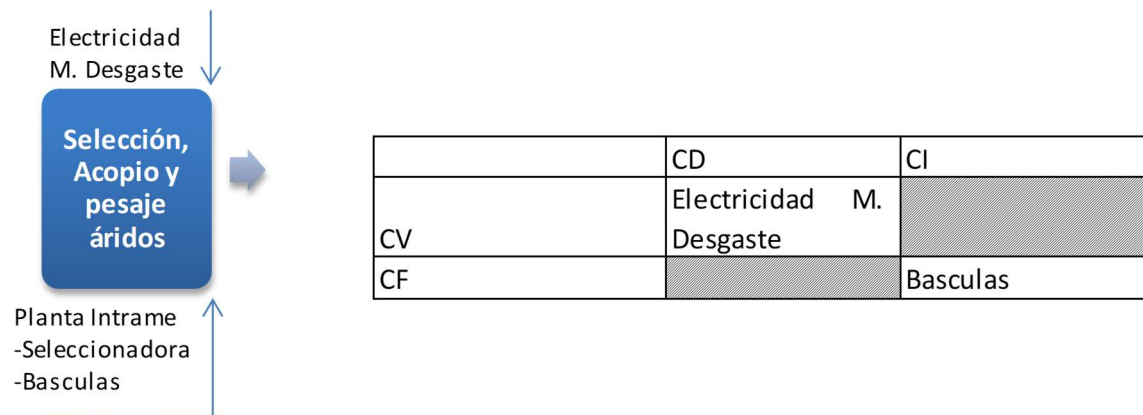 Electricidad
M. Desgaste
Selección,
Acopio y
pesaje
áridos
Planta Intrame
-Seleccionadora
-Basculas
CD CI
CV Electricidad M.
Desgaste
CF Basculas